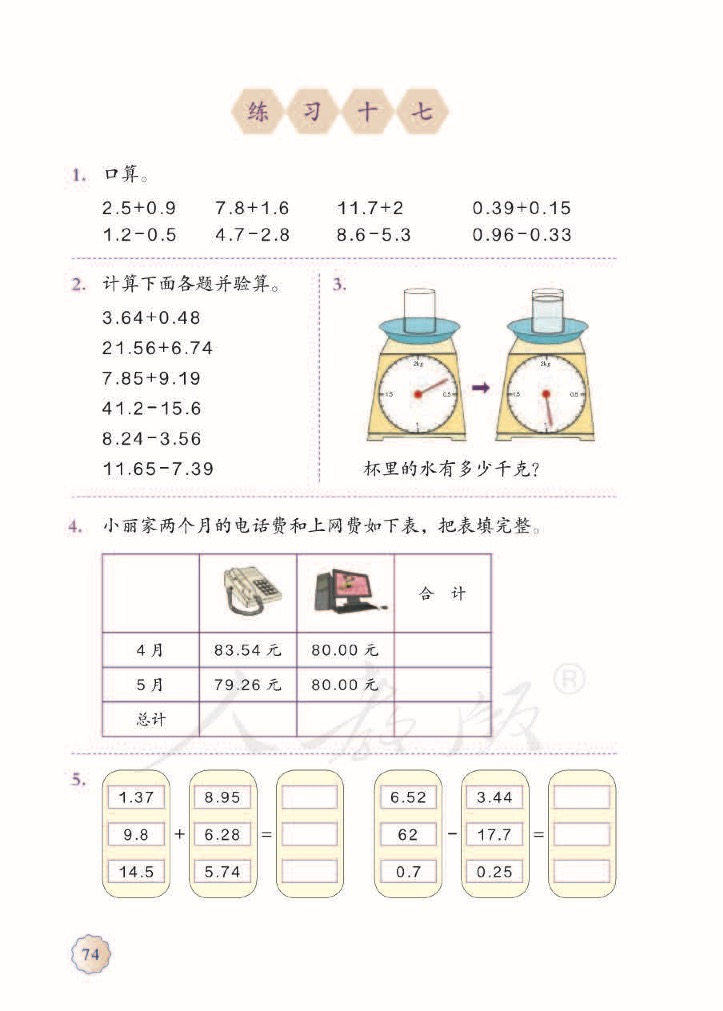 练习十七
1. 口算。
2.5+0.9 7.8+1.6 11.7+2 0.39+0.15
1.2-0.5 4.7-2.8 8.6-5.3 0.96-0.33
2. 计算下面各题并验算。
3.64+0.48
21.56+6.74
7.85+9.19
41.2-15.6
8.24-3.56
11.65-7.39
3.
2kg 2kg
1.5 0.5 1.5 0.5
1 1
杯里的水有多少千克?
4. 小丽家两个月的电话费和上网费如下表，把表填完整。
合 计
4月 83.54元 80.00元
5月 79.26元 80.00元
总计
人教版®
5.
1.37 8.95 6.52 3.44
9.8 + 6.28 = 62 - 17.7 =
14.5 5.74 0.7 0.25
74